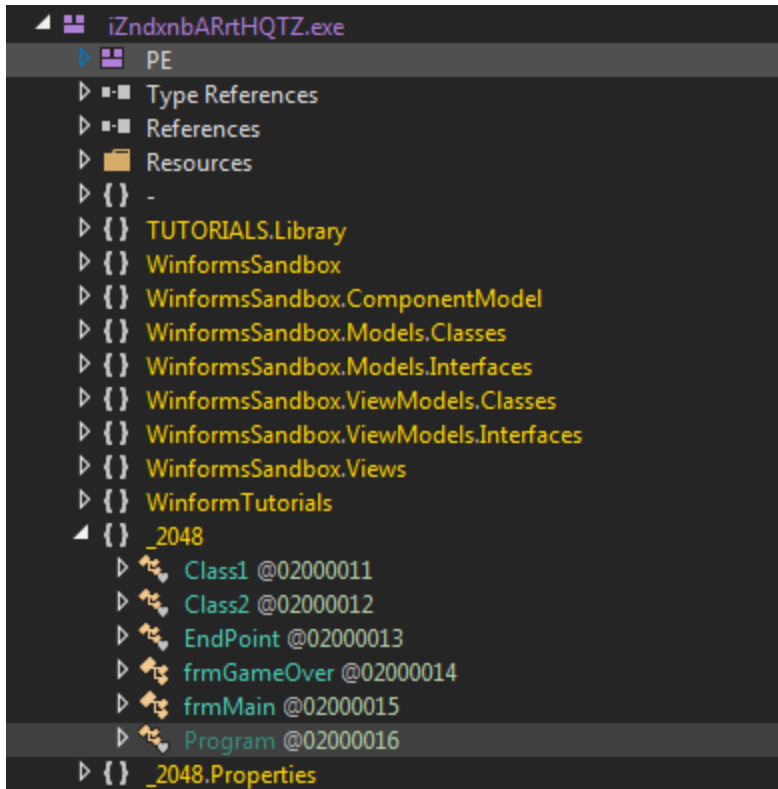 iZndxnbARrtHQTZ.exe
PE
Type References
References
Resources
{ } -
{ } TUTORIALS.Library
{ } WinformsSandbox
{ } WinformsSandbox.ComponentModel
{ } WinformsSandbox.Models.Classes
{ } WinformsSandbox.Models.Interfaces
{ } WinformsSandbox.ViewModels.Classes
{ } WinformsSandbox.ViewModels.Interfaces
{ } WinformsSandbox.Views
{ } WinformTutorials
{ } _2048
Class1 @02000011
Class2 @02000012
EndPoint @02000013
frmGameOver @02000014
frmMain @02000015
Program @02000016
{ } _2048.Properties